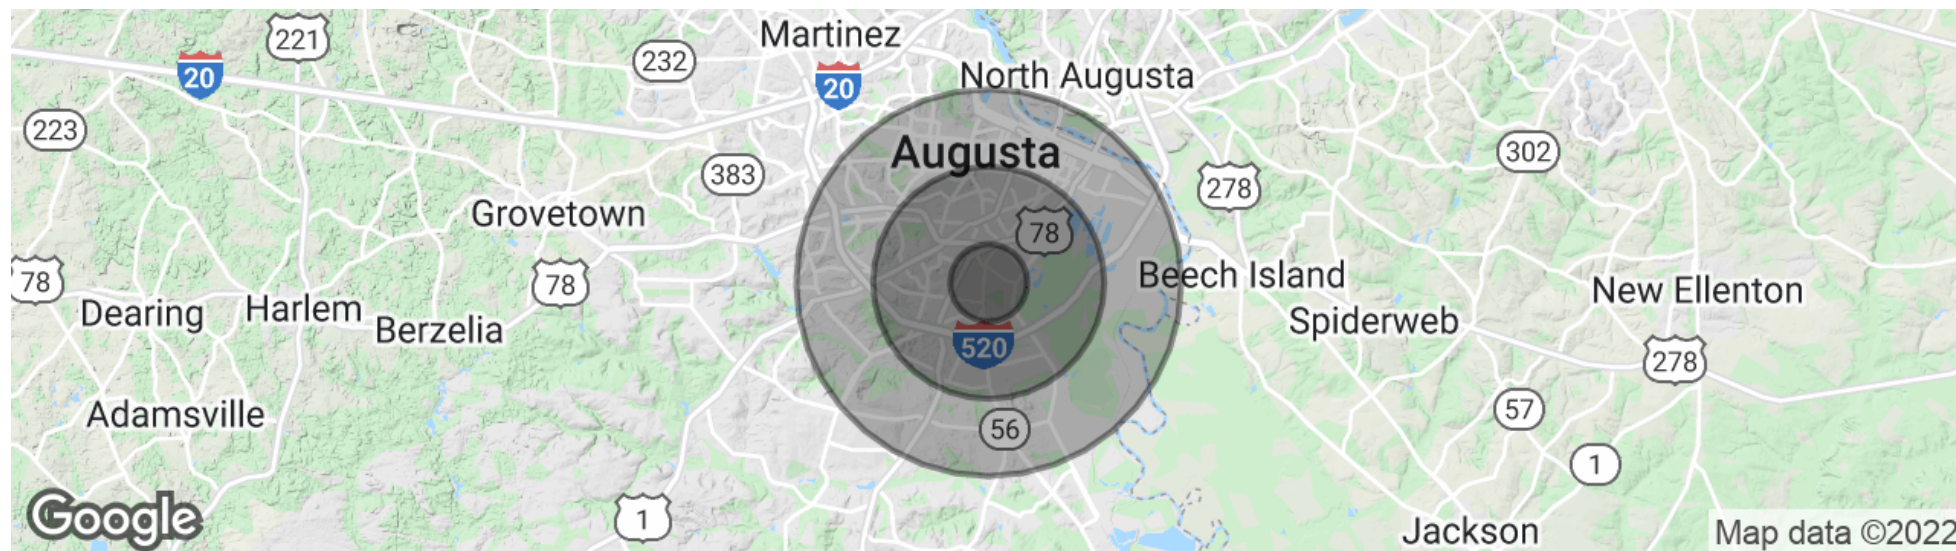 221
Martinez
232
20
20
North Augusta
223
Augusta
302
383
278
Grovetown
78
Beech Island
78
78
New Ellenton
Dearing
Harlem
Spiderweb
Berzelia
520
278
Adamsville
57
56
1
1
Google
Jackson
Map data ©2022